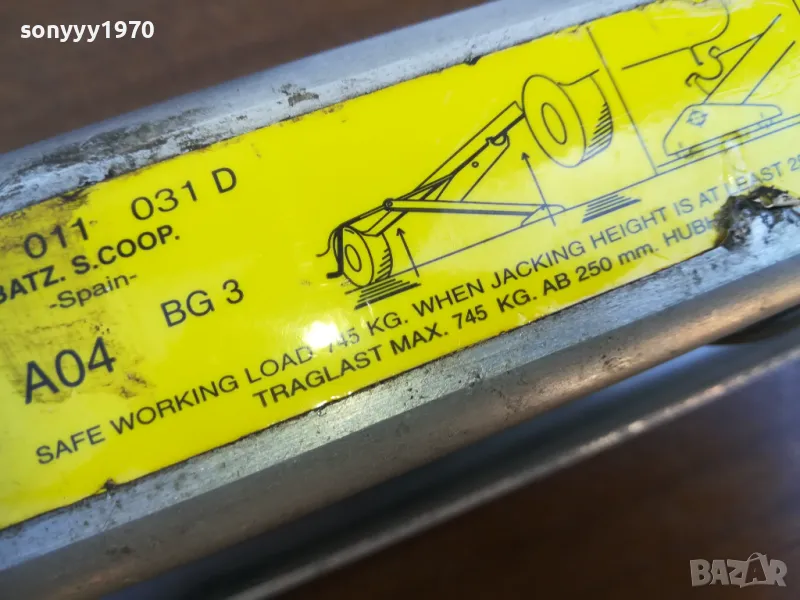 sonyyy1970
011 031 D
BATZ. S.COOP.
-Spain-
A04 BG 3
SAFE WORKING LOAD 745 KG. WHEN JACKING HEIGHT IS AT LEAST
TRAGLAST MAX. 745 KG. AB 250 mm.
BAZAR